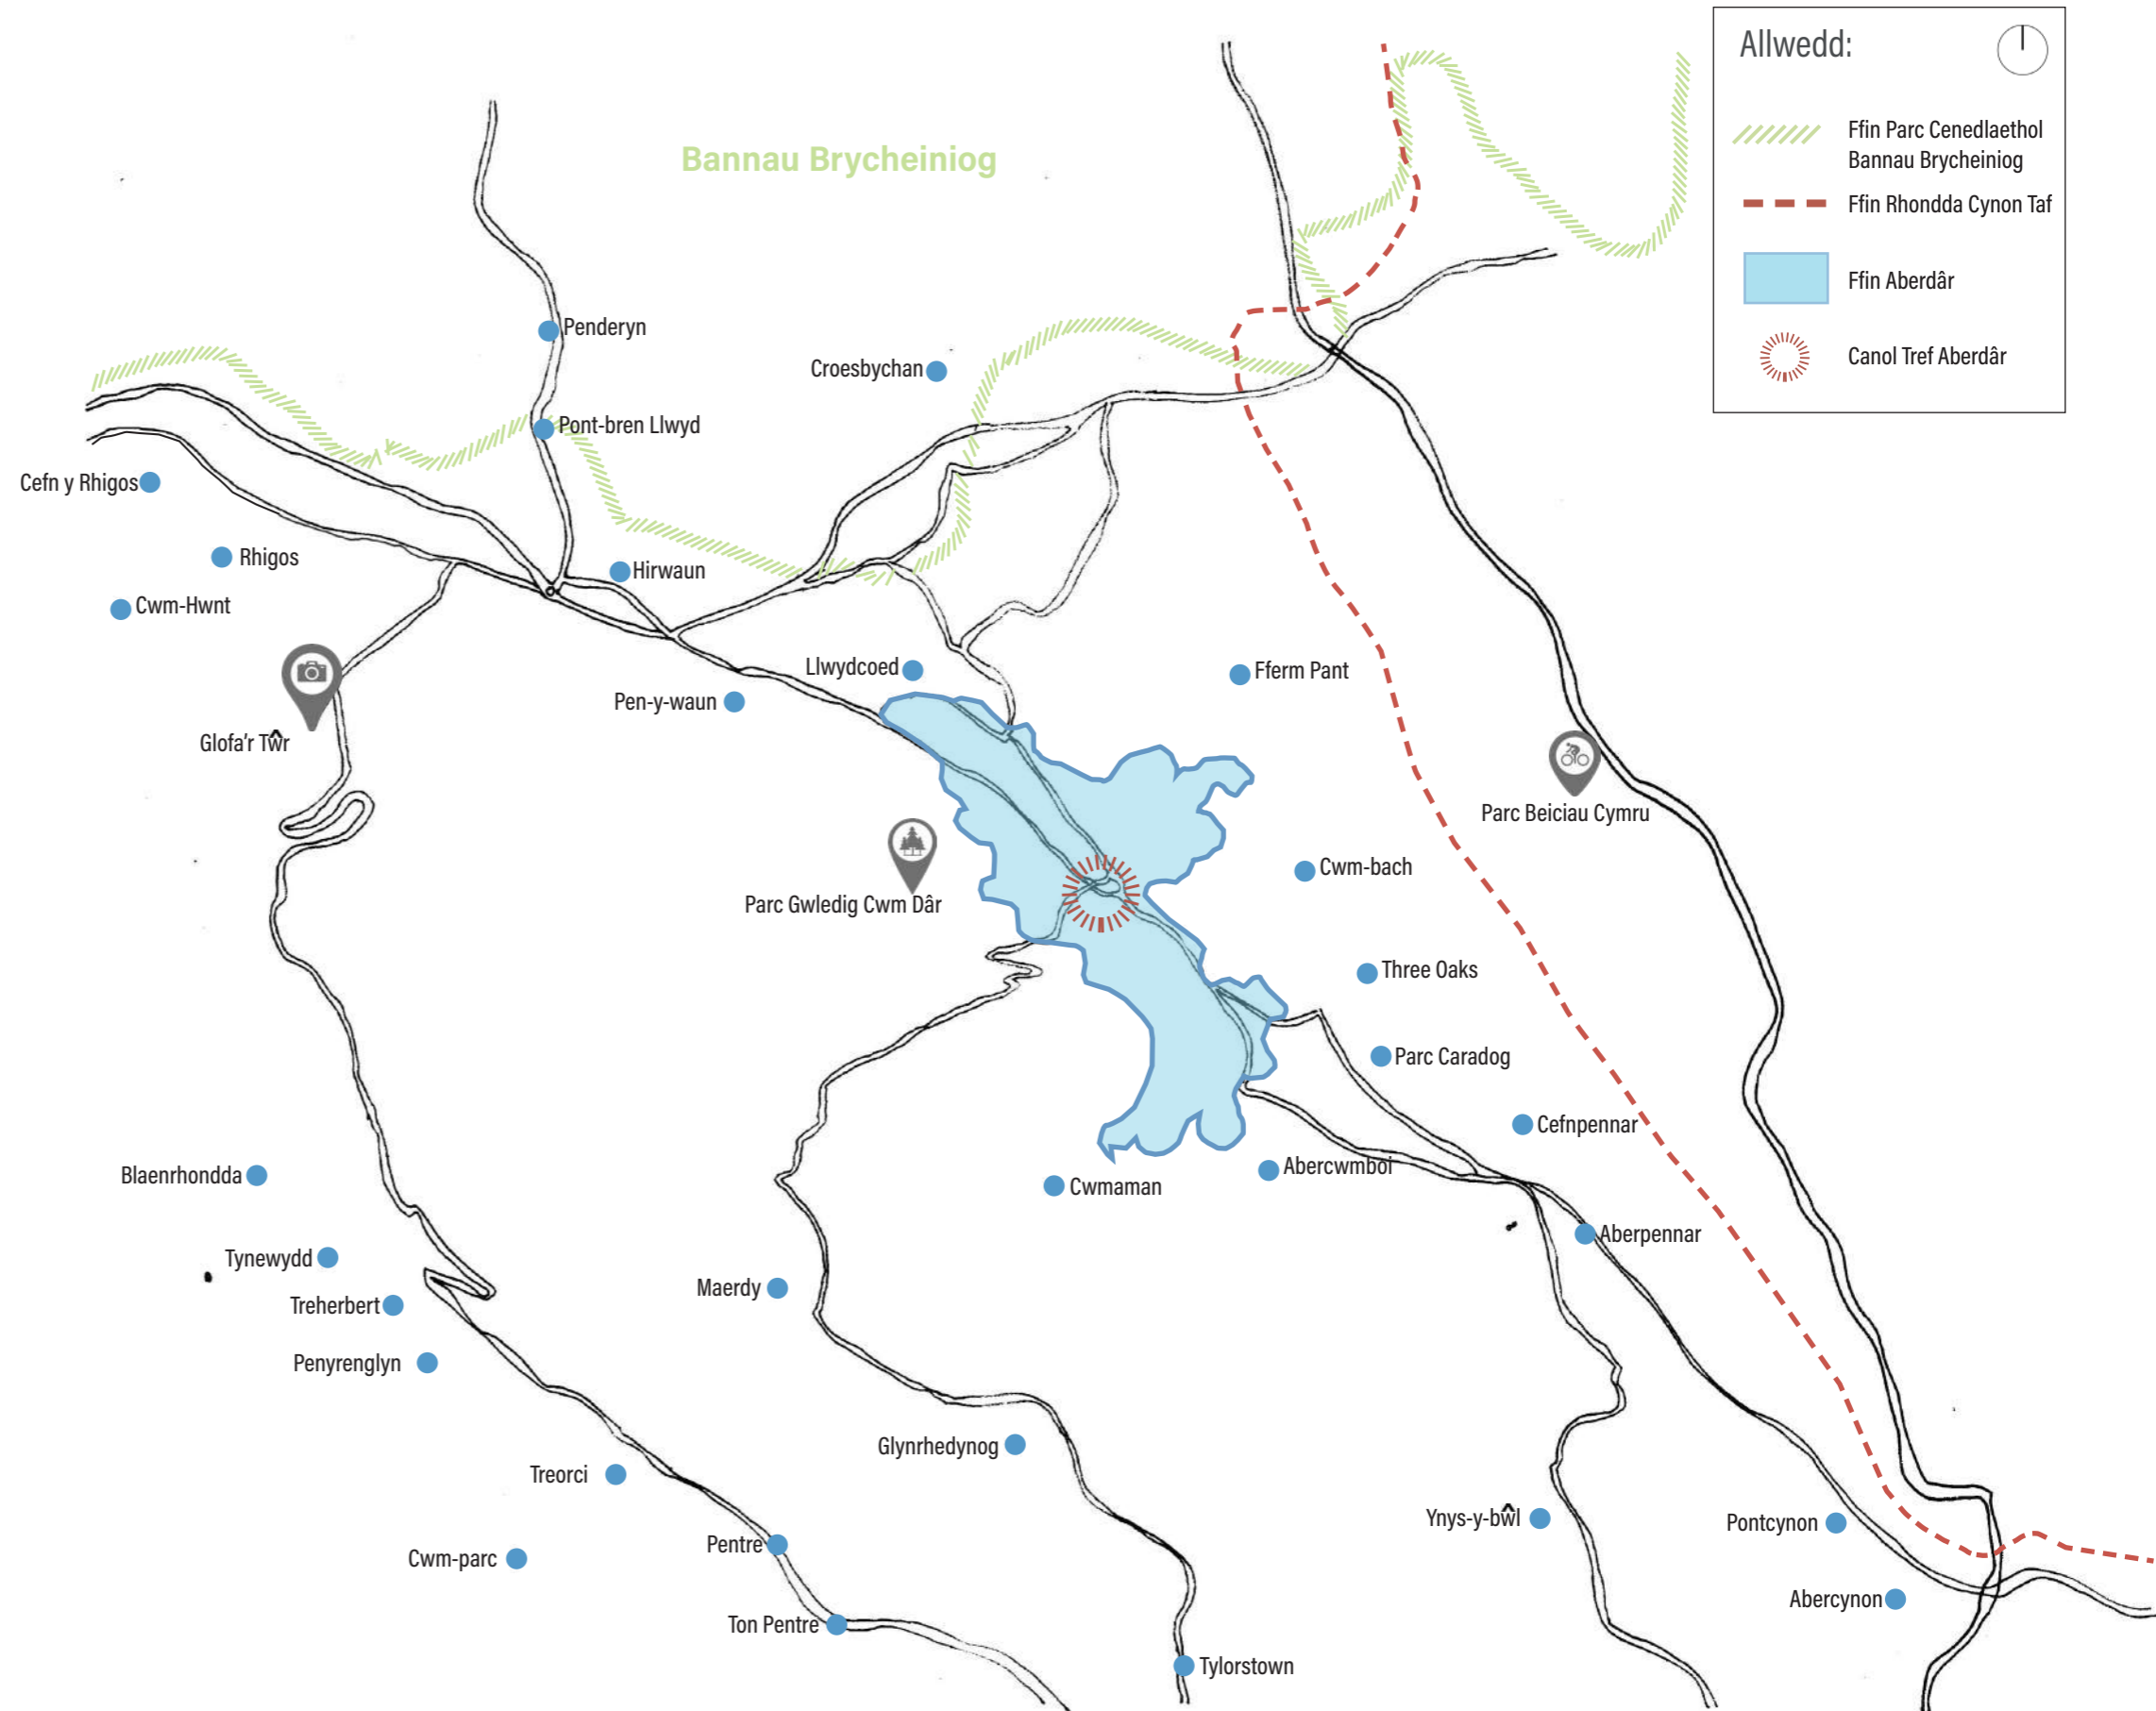 Allwedd:
Ffin Parc Cenedlaethol
Bannau Brycheiniog
Ffin Rhondda Cynon Taf
Ffin Aberdâr
Canol Tref Aberdâr
Bannau Brycheiniog
Penderyn
Croesbychan
Pont-bren Llwyd
Cefn y Rhigos
Rhigos
Hirwaun
Cwm-Hwnt
Llwydcoed
Fferm Pant
Pen-y-waun
Glofa'r Tŵr
Parc Beiciau Cymru
Cwm-bach
Parc Gwledig Cwm Dâr
Three Oaks
Parc Caradog
Cefnpennar
Abercwmboi
Blaenrhondda
Cwmaman
Aberpennar
Tynewydd
Maerdy
Treherbert
Penyrenglyn
Glynrhedynog
Treorci
Ynys-y-bŵl
Pontcynon
Pentre
Cwm-parc
Abercynon
Ton Pentre
Tylorstown